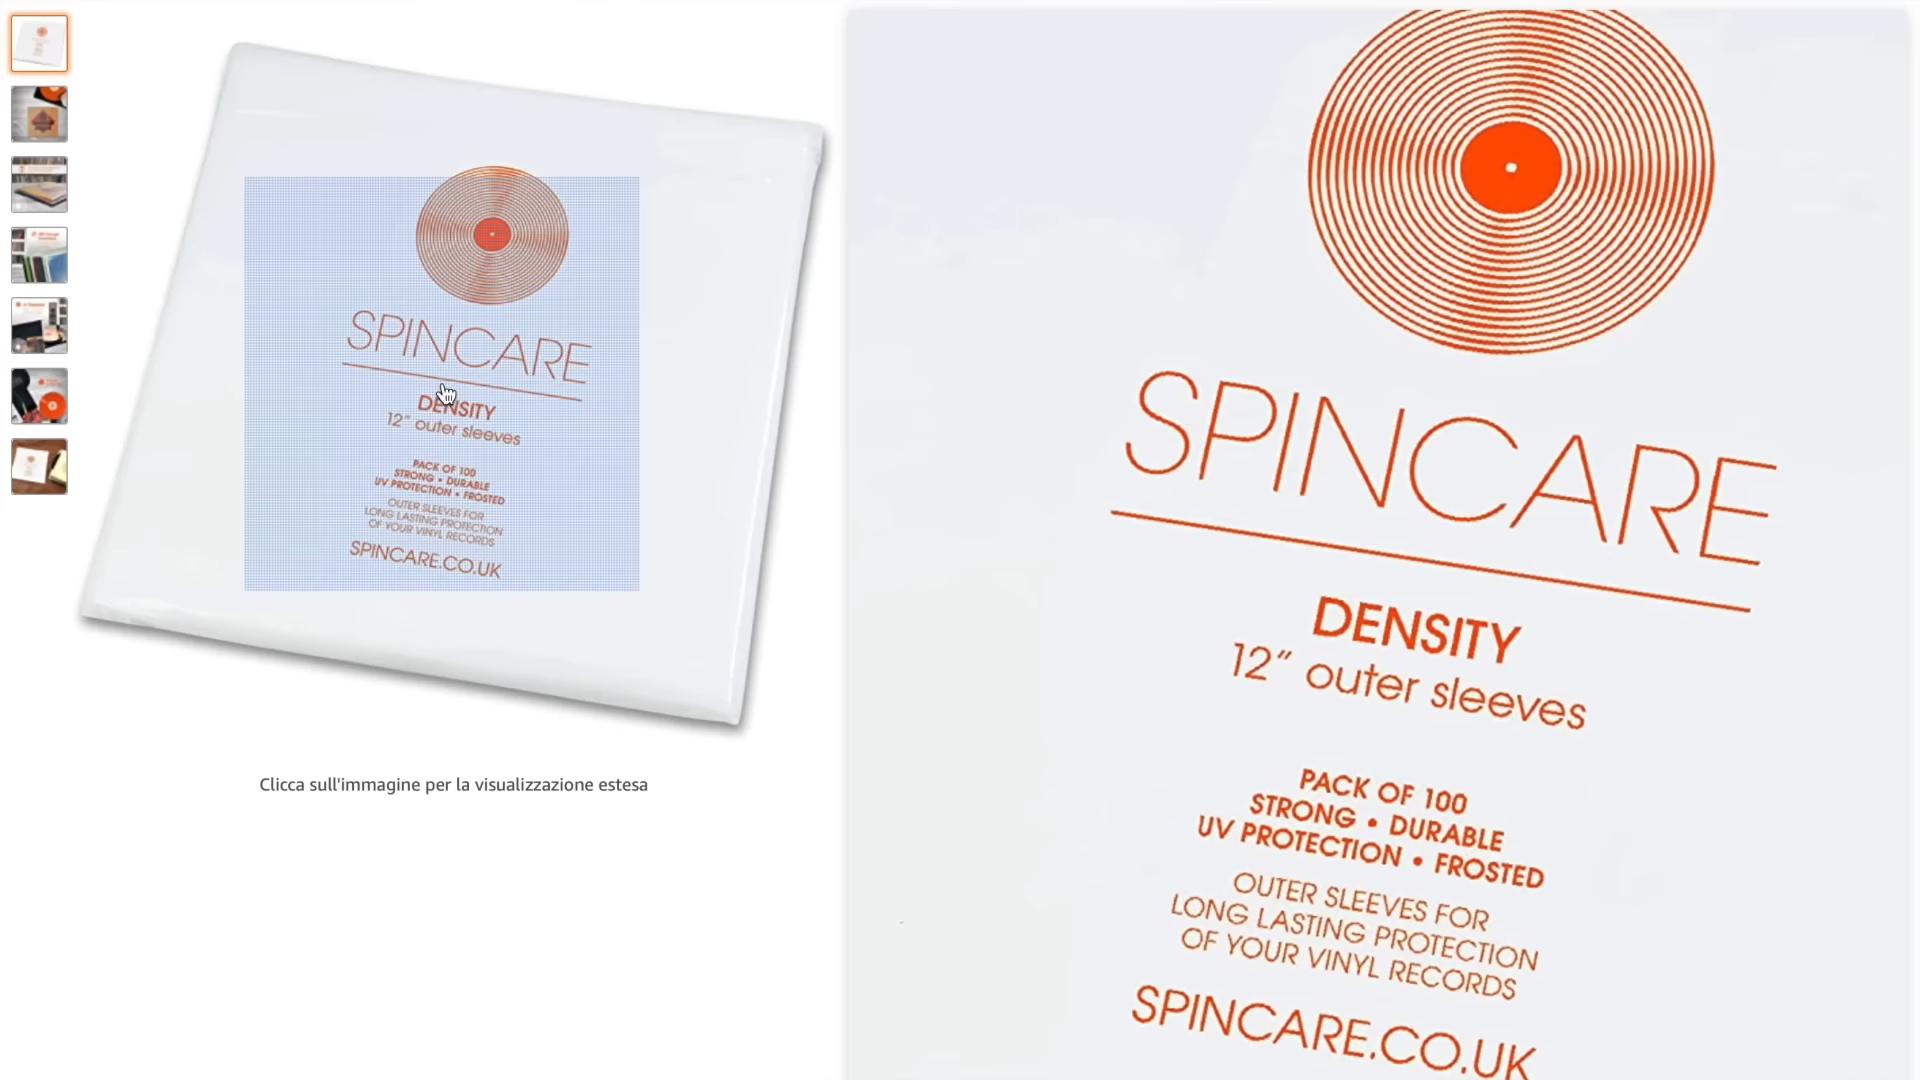 SPINCARE
DENSITY
12" outer sleeves
PACK OF 100
STRONG • DURABLE
UV PROTECTION • FROSTED
OUTER SLEEVES FOR
LONG LASTING PROTECTION
OF YOUR VINYL RECORDS
SPINCARE.CO.UK
Clicca sull'immagine per la visualizzazione estesa
SPINCARE
DENSITY
12" outer sleeves
PACK OF 100
STRONG • DURABLE
UV PROTECTION • FROSTED
OUTER SLEEVES FOR
LONG LASTING PROTECTION
OF YOUR VINYL RECORDS
SPINCARE.CO.UK